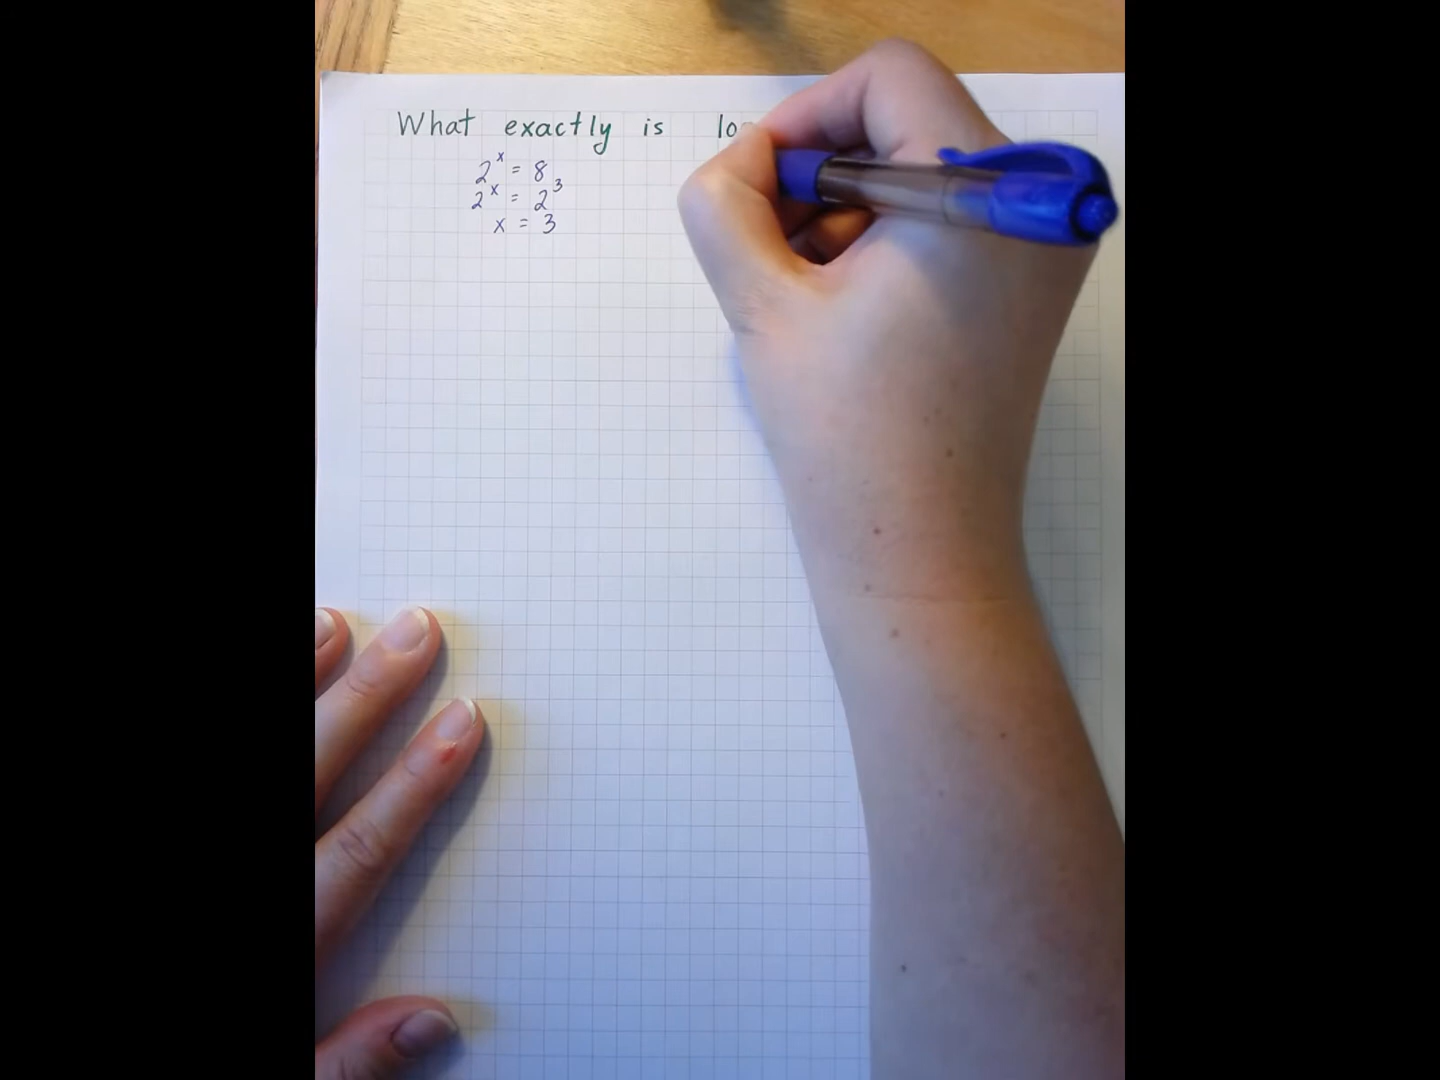 What exactly is
2^x = 8
2^x = 2^3
x = 3